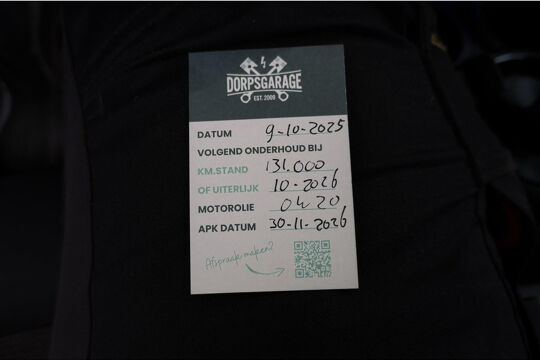 DORPSGARAGE
EST. 2009
DATUM 9-10-2025
VOLGEND ONDERHOUD BIJ
KM.STAND 131.000
OF UITERLIJK 10-2026
MOTOROLIE 0W20
APK DATUM 30-11-2026
Afspraak maken?